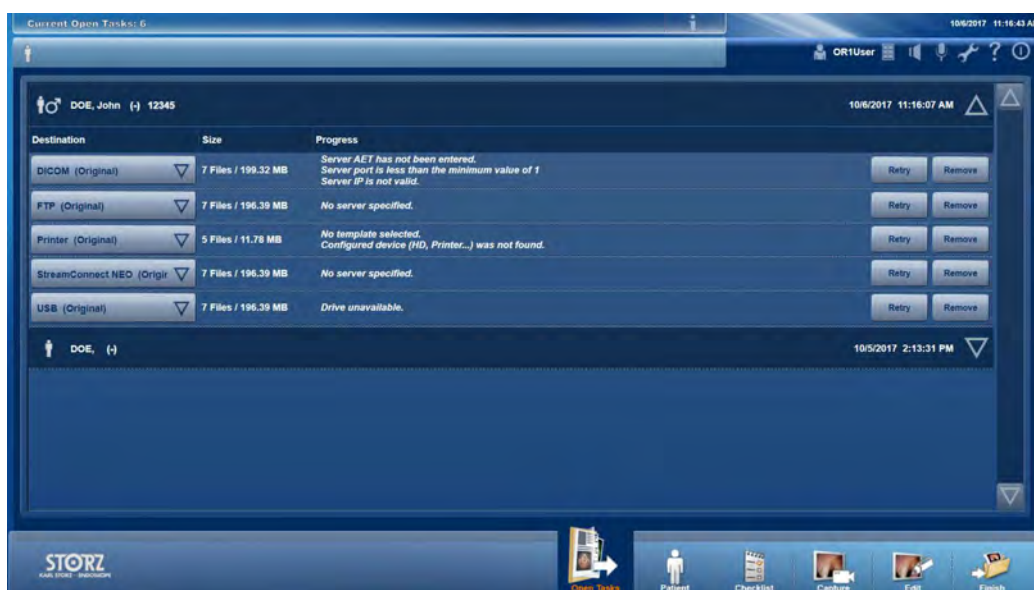 Current Open Tasks: 6
10/6/2017 11:16:43 A
OR1User
?
DOE, John (-) 12345
10/6/2017 11:16:07 AM
Destination Size Progress
DICOM (Original) 7 Files / 199.32 MB
Server AET has not been entered.
Server port is less than the minimum value of 1
Server IP is not valid.
Retry Remove
FTP (Original) 7 Files / 196.39 MB No server specified. Retry Remove
Printer (Original) 5 Files / 11.78 MB
No template selected.
Configured device (HD, Printer...) was not found.
Retry Remove
StreamConnect NEO (Origir 7 Files / 196.39 MB No server specified. Retry Remove
USB (Original) 7 Files / 196.39 MB Drive unavailable. Retry Remove
DOE, (-)
10/5/2017 2:13:31 PM
STORZ
KARL STORZ - ENDOSKOPE
Open Tasks Patient Checklist Capture Edit Finish